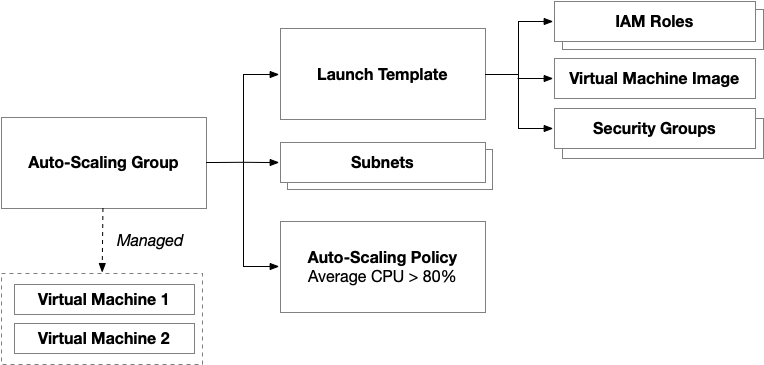 IAM Roles
Launch Template
Virtual Machine Image
Security Groups
Auto-Scaling Group
Subnets
Managed
Auto-Scaling Policy
Average CPU > 80%
Virtual Machine 1
Virtual Machine 2